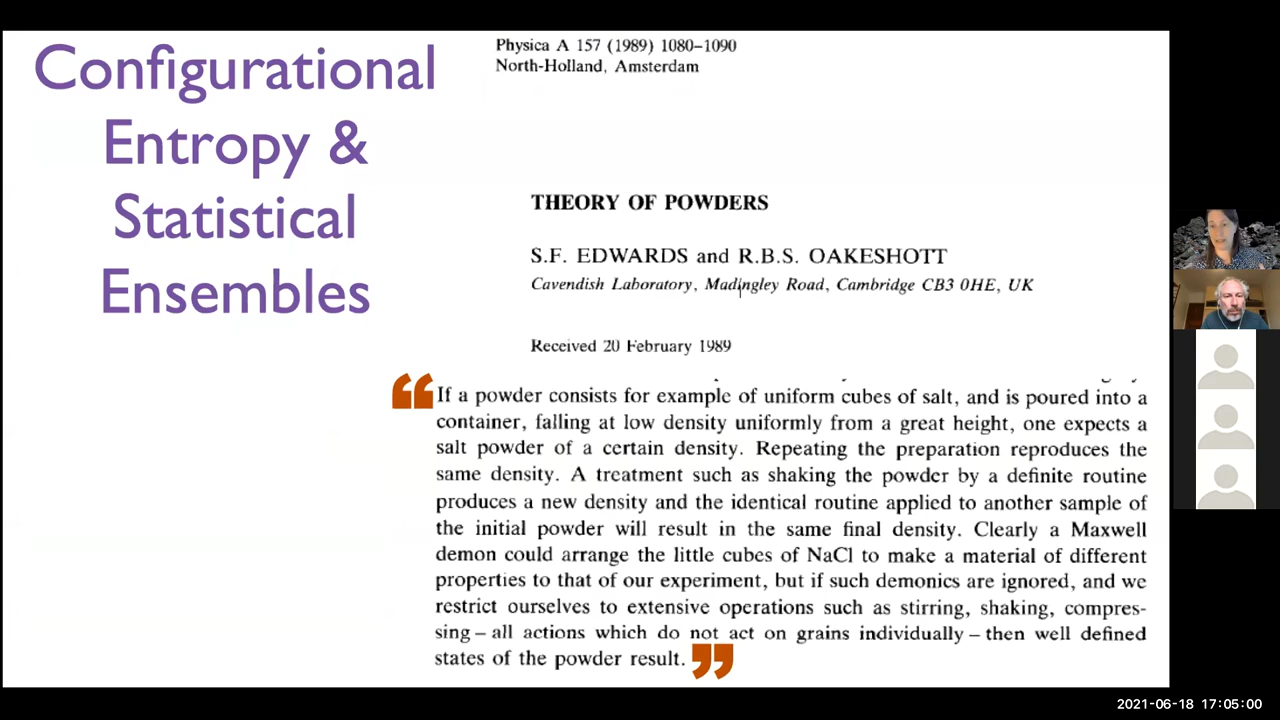 Configurational
Entropy &
Statistical
Ensembles
Physica A 157 (1989) 1080–1090
North-Holland, Amsterdam
THEORY OF POWDERS
S.F. EDWARDS and R.B.S. OAKESHOTT
Cavendish Laboratory, Madingley Road, Cambridge CB3 0HE, UK
Received 20 February 1989
“If a powder consists for example of uniform cubes of salt, and is poured into a
container, falling at low density uniformly from a great height, one expects a
salt powder of a certain density. Repeating the preparation reproduces the
same density. A treatment such as shaking the powder by a definite routine
produces a new density and the identical routine applied to another sample of
the initial powder will result in the same final density. Clearly a Maxwell
demon could arrange the little cubes of NaCl to make a material of different
properties to that of our experiment, but if such demonics are ignored, and we
restrict ourselves to extensive operations such as stirring, shaking, compres-
sing – all actions which do not act on grains individually – then well defined
states of the powder result.”
2021-06-18 17:05:00